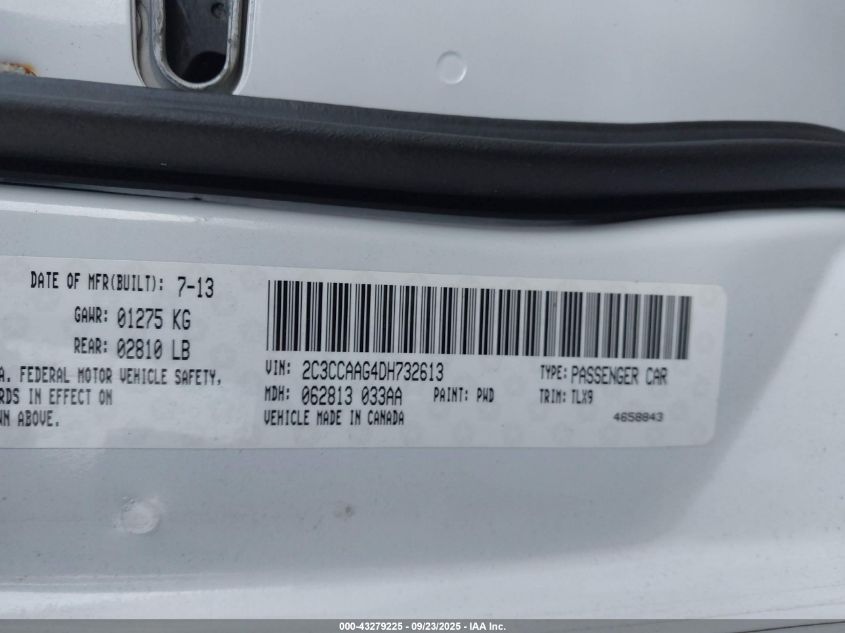 DATE OF MFR(BUILT): 7-13
GAWR: 01275 KG
REAR: 02810 LB
A. FEDERAL MOTOR VEHICLE SAFETY,
RDS IN EFFECT ON
WN ABOVE.
VIN: 2C3CCAAG4DH732613 TYPE: PASSENGER CAR
MDH: 062813 033AA PAINT: PWD TRIM: TLX9
VEHICLE MADE IN CANADA 4658843
000-43279225 - 09/23/2025 - IAA Inc.